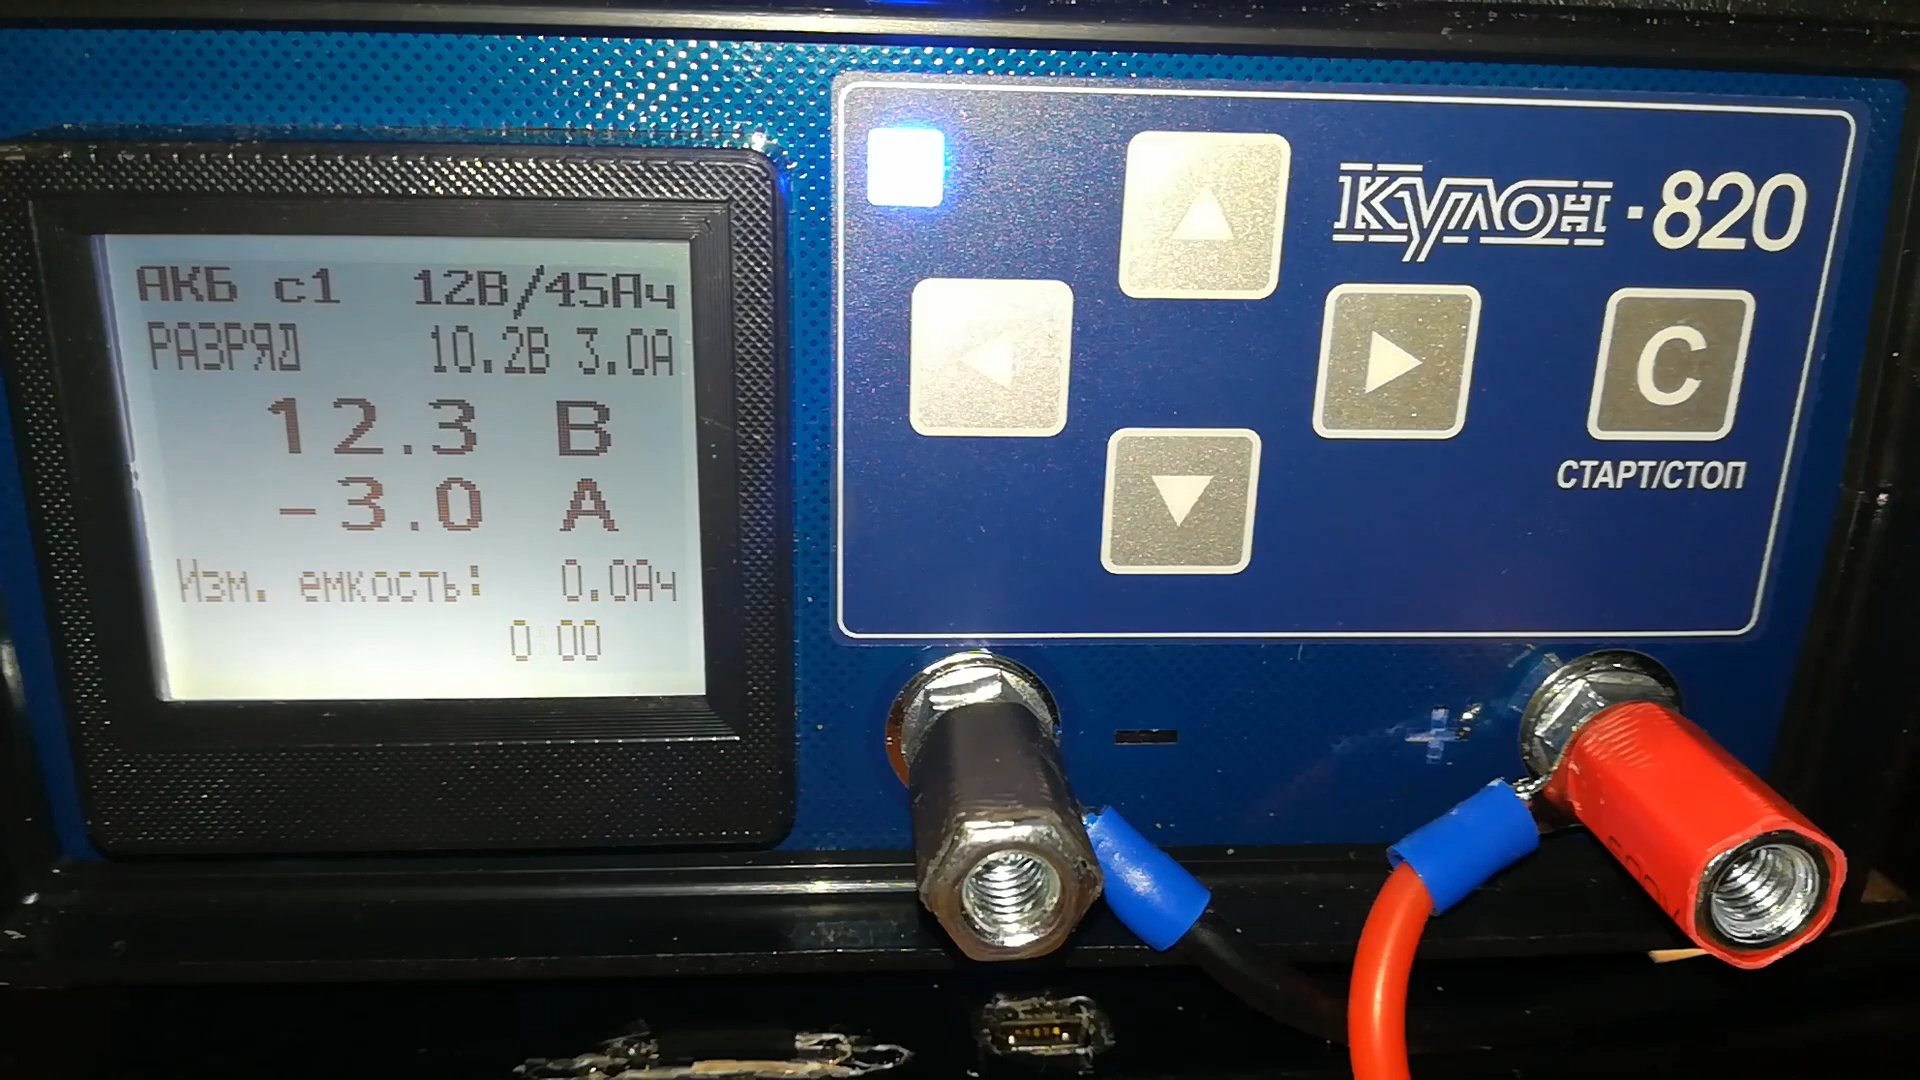 АКБ с1 12В/45Ач
РАЗРЯД 10.2В 3.0А
12.3 В
-3.0 А
Изм. емкость: 0.0Ач
0:00
КУЛОН-820
С
СТАРТ/СТОП
- +